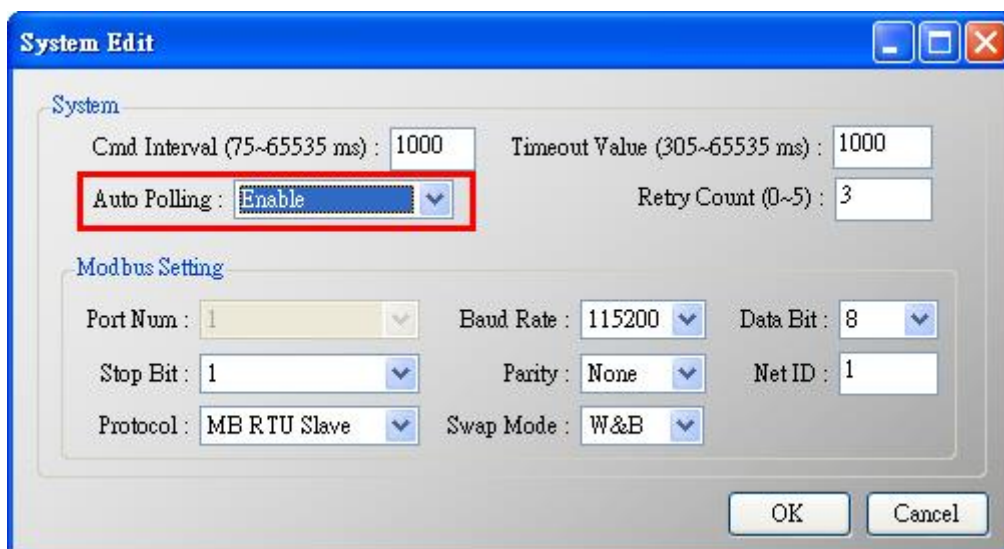 System Edit
System
Cmd Interval (75~65535 ms) : 1000 Timeout Value (305~65535 ms) : 1000
Auto Polling : Enable Retry Count (0~5) : 3
Modbus Setting
Port Num : 1 Baud Rate : 115200 Data Bit : 8
Stop Bit : 1 Parity : None Net ID : 1
Protocol : MB RTU Slave Swap Mode : W&B
OK Cancel